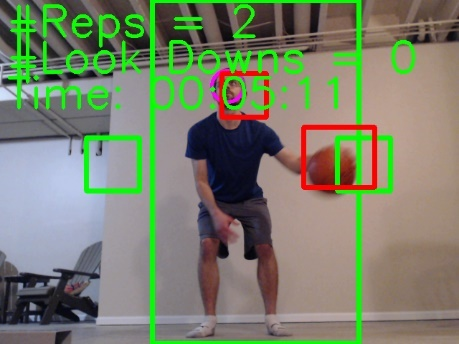 #Reps = 2
#Look Downs = 0
Time: 00:05:11